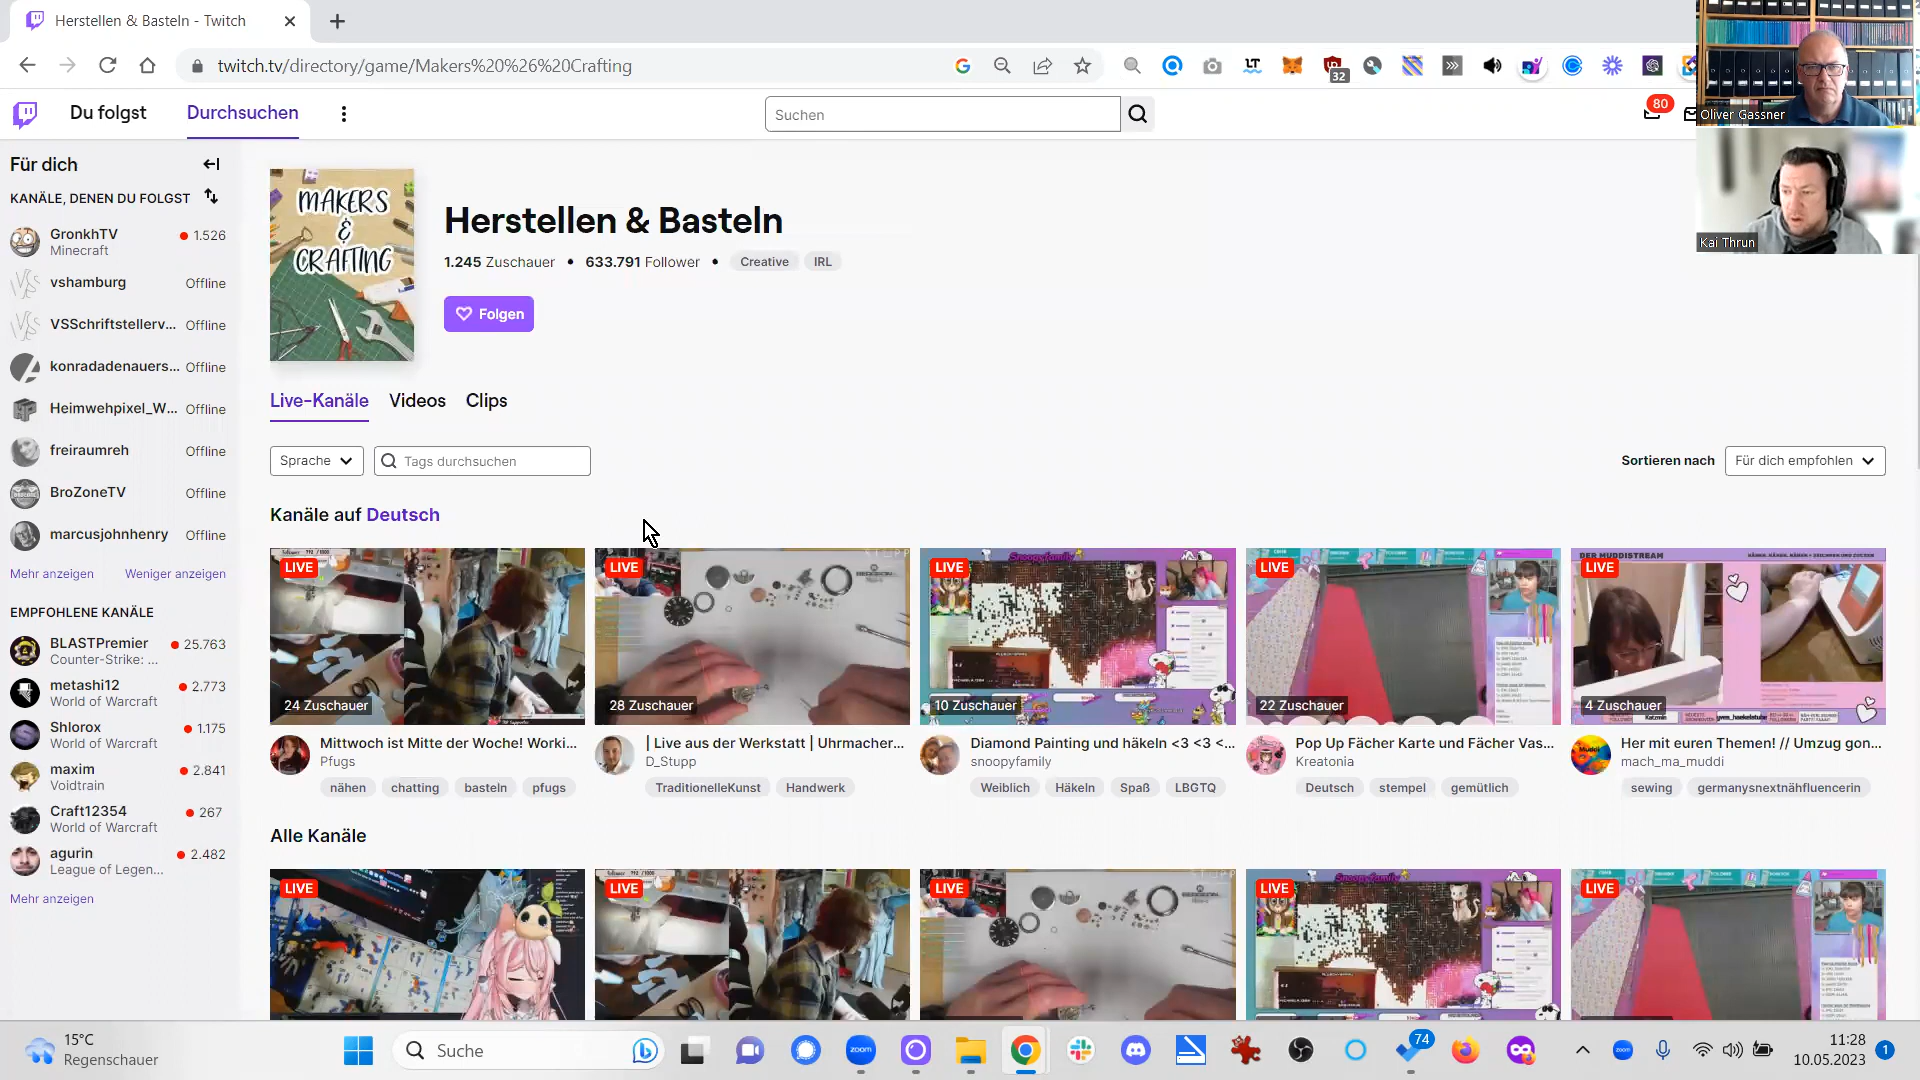 Herstellen & Basteln - Twitch
twitch.tv/directory/game/Makers%20%26%20Crafting
32
Du folgst
Durchsuchen
Suchen
80
Oliver Gassner
Kai Thrun
Für dich
KANÄLE, DENEN DU FOLGST
GronkhTV
1.526
Minecraft
vshamburg
Offline
VSSchriftstellerv...
Offline
konradadenauers...
Offline
Heimwehpixel_W...
Offline
freiraumreh
Offline
BroZoneTV
Offline
marcusjohnhenry
Offline
Mehr anzeigen
Weniger anzeigen
EMPFOHLENE KANÄLE
BLASTPremier
25.763
Counter-Strike: ...
metashi12
2.773
World of Warcraft
Shlorox
1.175
World of Warcraft
maxim
2.841
Voidtrain
Craft12354
267
World of Warcraft
agurin
2.482
League of Legen...
Mehr anzeigen
MAKERS
&
CRAFTING
Herstellen & Basteln
1.245 Zuschauer • 633.791 Follower • Creative IRL
Folgen
Live-Kanäle Videos Clips
Sprache
Tags durchsuchen
Sortieren nach
Für dich empfohlen
Kanäle auf Deutsch
LIVE
24 Zuschauer
Mittwoch ist Mitte der Woche! Worki...
Pfugs
nähen chatting basteln pfugs
LIVE
28 Zuschauer
| Live aus der Werkstatt | Uhrmacher...
D_Stupp
TraditionelleKunst Handwerk
LIVE
Snoopyfamily
10 Zuschauer
Diamond Painting und häkeln <3 <3 <...
snoopyfamily
Weiblich Häkeln Spaß LBGTQ
LIVE
22 Zuschauer
Pop Up Fächer Karte und Fächer Vas...
Kreatonia
Deutsch stempel gemütlich
DER MUDDISTREAM
LIVE
4 Zuschauer
Her mit euren Themen! // Umzug gon...
mach_ma_muddi
sewing germanysnextnähfluencerin
Alle Kanäle
LIVE
LIVE
LIVE
LIVE
Snoopyfamily
LIVE
15°C
Regenschauer
Suche
zoom
74
zoom
11:28
10.05.2023
1